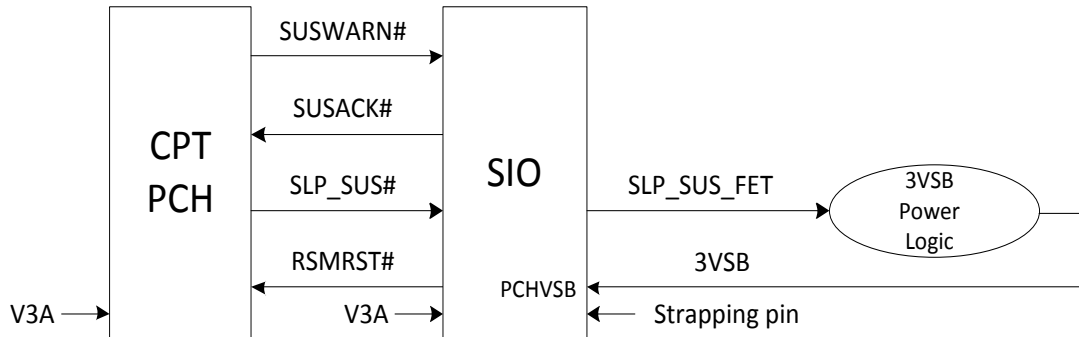 SUSWARN#
SUSACK#
CPT
PCH
SIO
SLP_SUS#
SLP_SUS_FET
3VSB
Power
Logic
RSMRST#
3VSB
PCHVSB
V3A
V3A
Strapping pin